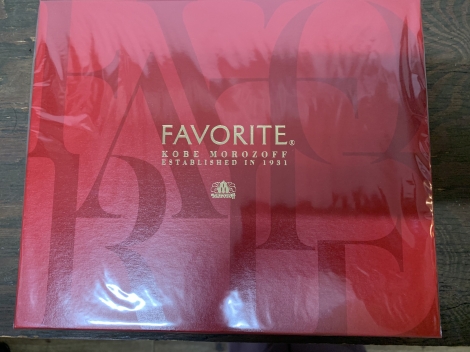 FAVORITE®
KOBE MOROZOFF
ESTABLISHED IN 1931